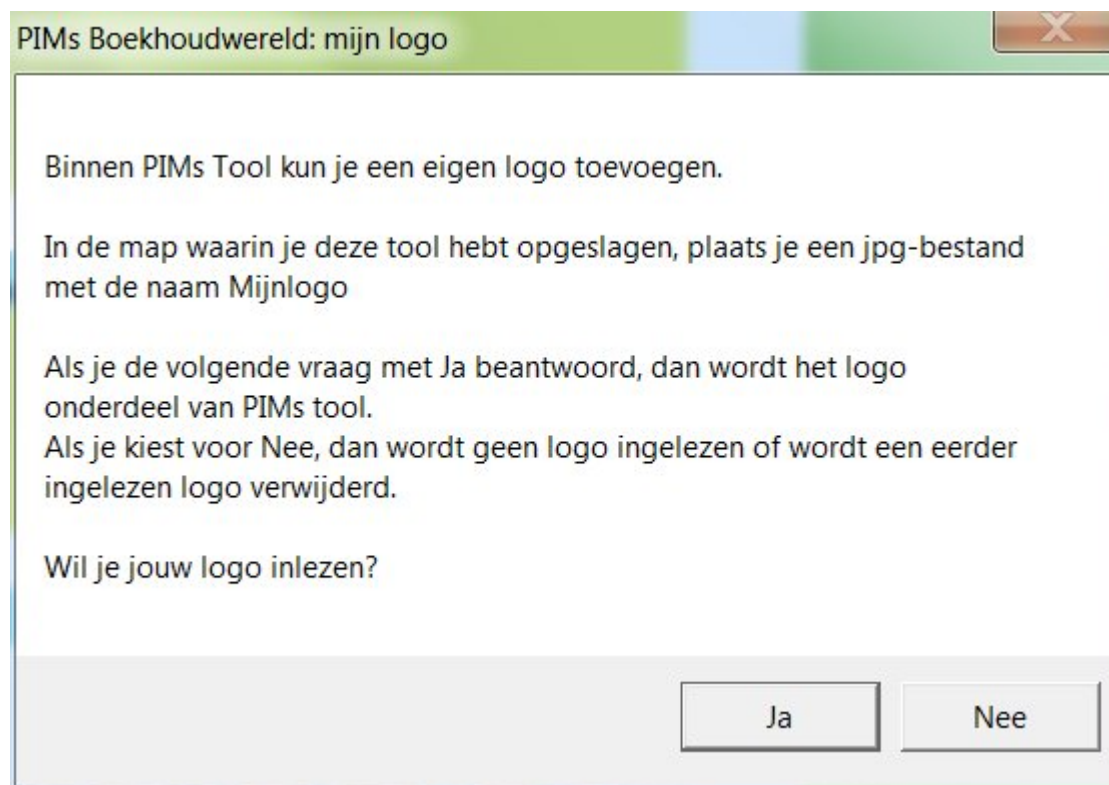 PIMs Boekhoudwereld: mijn logo
Binnen PIMs Tool kun je een eigen logo toevoegen.
In de map waarin je deze tool hebt opgeslagen, plaats je een jpg-bestand
met de naam Mijnlogo
Als je de volgende vraag met Ja beantwoord, dan wordt het logo
onderdeel van PIMs tool.
Als je kiest voor Nee, dan wordt geen logo ingelezen of wordt een eerder
ingelezen logo verwijderd.
Wil je jouw logo inlezen?
Ja
Nee